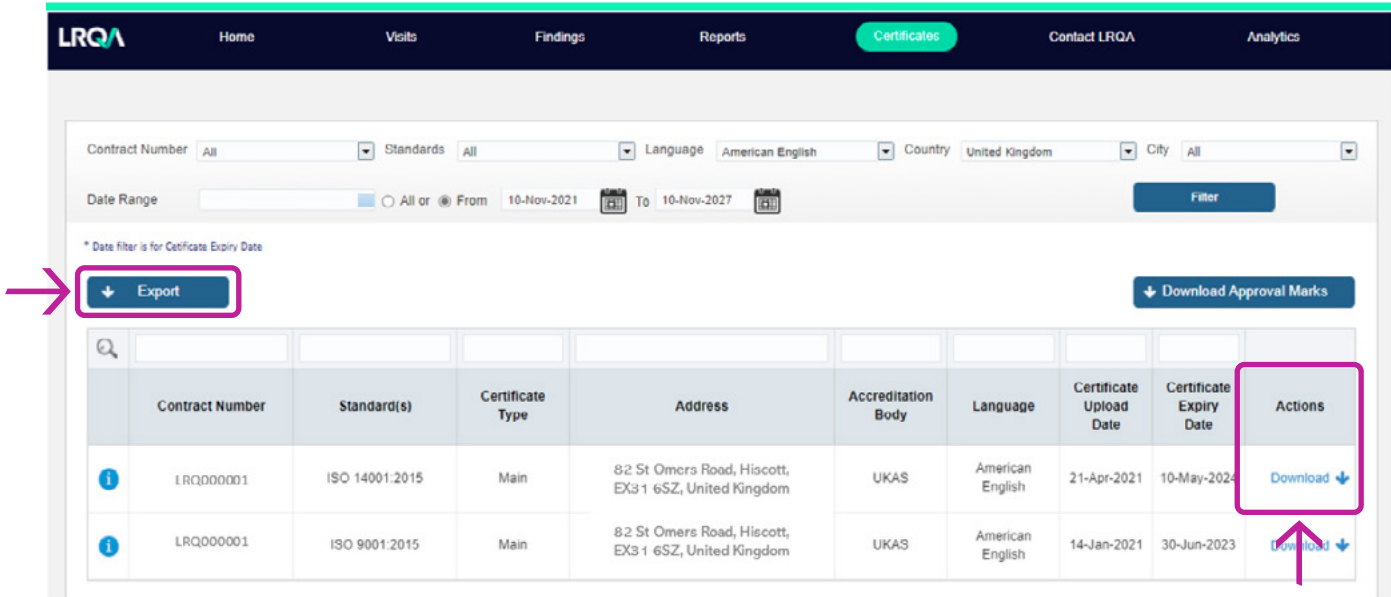 LRQA Home Visits Findings Reports Certificates Contact LRQA Analytics
Contract Number All Standards All Language American English Country United Kingdom City All
Date Range All or From 10-Nov-2021 To 10-Nov-2027 Filter
* Date filter is for Cetificate Expiry Date
Export Download Approval Marks
Contract Number Standard(s) Certificate Type Address Accreditation Body Language Certificate Upload Date Certificate Expiry Date Actions
LRQ000001 ISO 14001:2015 Main 82 St Omers Road, Hiscott, EX31 6SZ, United Kingdom UKAS American English 21-Apr-2021 10-May-2024 Download
LRQ000001 ISO 9001:2015 Main 82 St Omers Road, Hiscott, EX31 6SZ, United Kingdom UKAS American English 14-Jan-2021 30-Jun-2023 Download